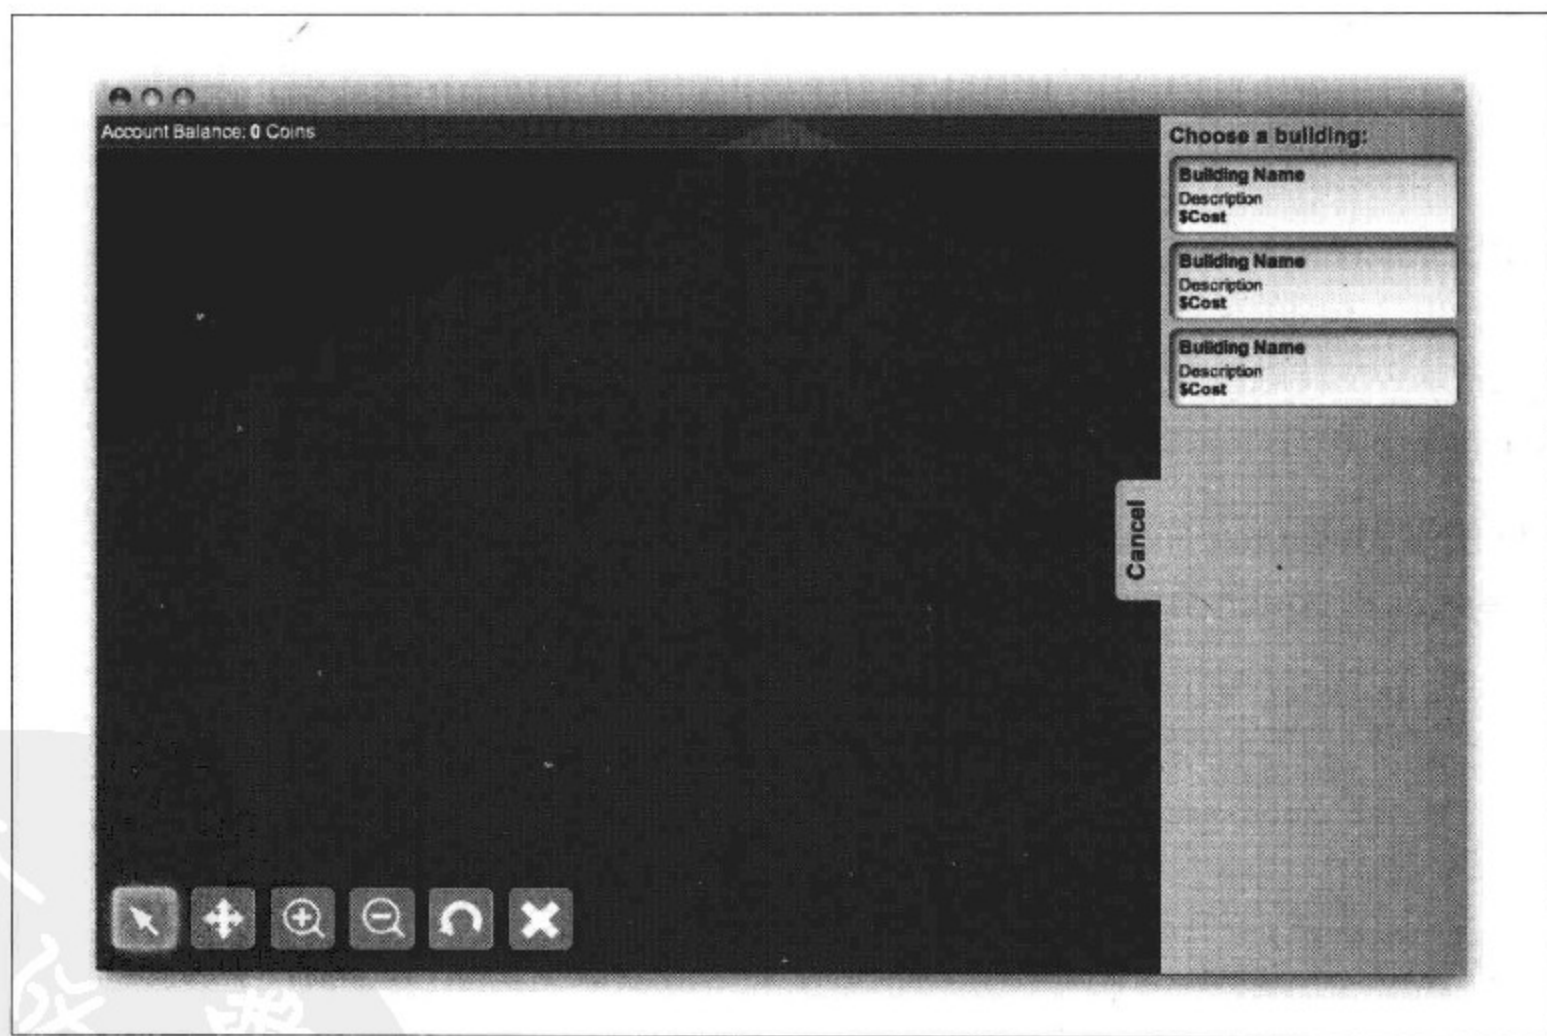 Account Balance: 0 Coins
Choose a building:
Building Name
Description
$Cost
Building Name
Description
$Cost
Building Name
Description
$Cost
Cancel